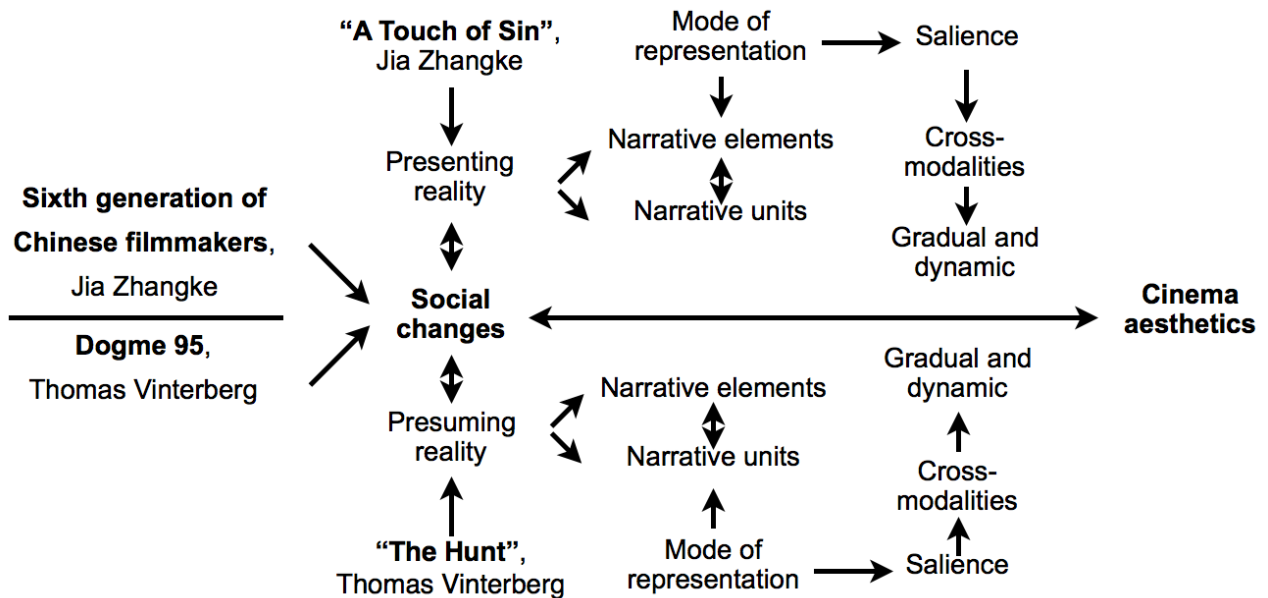 “A Touch of Sin”,
Jia Zhangke
Mode of
representation
Salience
Presenting
reality
Narrative elements
Narrative units
Cross-
modalities
Gradual and
dynamic
Sixth generation of
Chinese filmmakers,
Jia Zhangke
Dogme 95,
Thomas Vinterberg
Social
changes
Cinema
aesthetics
Presuming
reality
Narrative elements
Narrative units
Gradual and
dynamic
Cross-
modalities
“The Hunt”,
Thomas Vinterberg
Mode of
representation
Salience